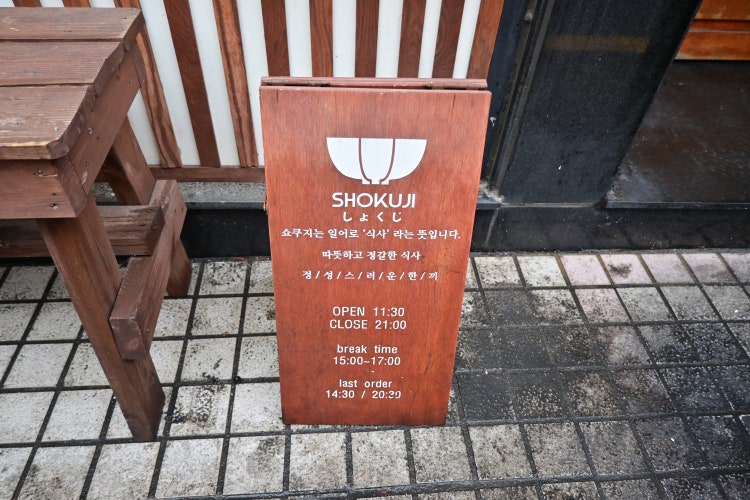 SHOKUJI
しょくじ
쇼쿠지는 일어로 '식사' 라는 뜻입니다.
따뜻하고 정갈한 식사
정/성/스/러/운/한/끼
OPEN 11:30
CLOSE 21:00
break time
15:00~17:00
last order
14:30 / 20:30